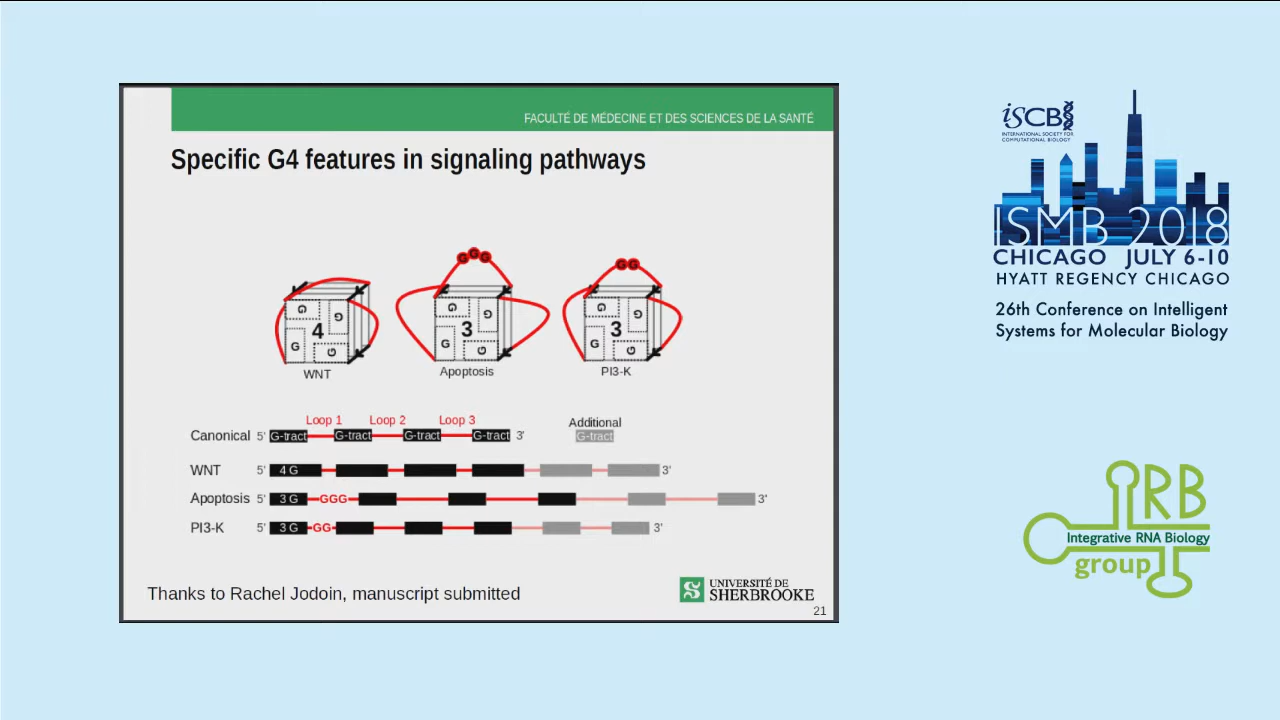 FACULTÉ DE MÉDECINE ET DES SCIENCES DE LA SANTÉ
Specific G4 features in signaling pathways
G G G
G G
G G G G 4
G G G G 3
G G G G 3
WNT
Apoptosis
PI3-K
Loop 1 Loop 2 Loop 3
Additional
Canonical 5' G-tract G-tract G-tract G-tract 3' G-tract
WNT 5' 4 G 3'
Apoptosis 5' 3 G GGG 3'
PI3-K 5' 3 G GG 3'
Thanks to Rachel Jodoin, manuscript submitted
UNIVERSITÉ DE
SHERBROOKE
21
iSCB
INTERNATIONAL SOCIETY FOR
COMPUTATIONAL BIOLOGY
ISMB 2018
CHICAGO JULY 6-10
HYATT REGENCY CHICAGO
26th Conference on Intelligent
Systems for Molecular Biology
IRB
Integrative RNA Biology
group